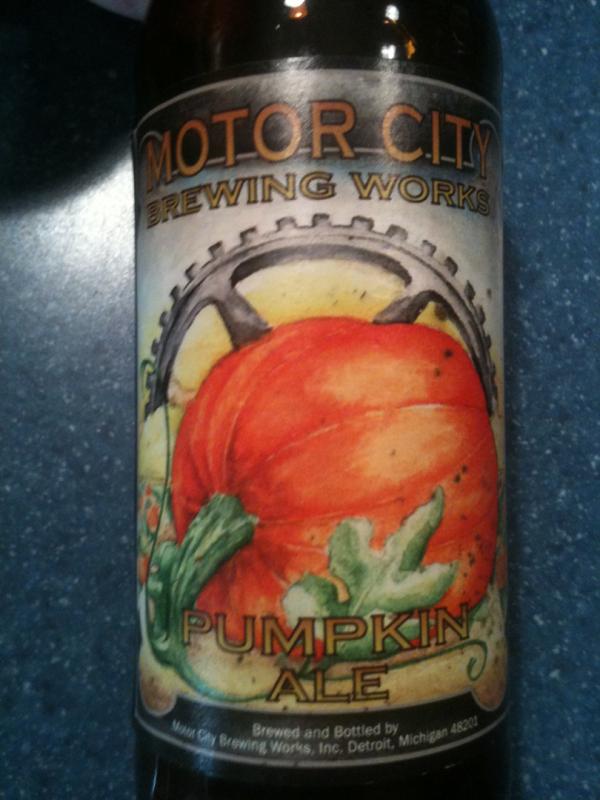 MOTOR CITY
BREWING WORKS
PUMPKIN
ALE
Brewed and Bottled by
Motor City Brewing Works, Inc. Detroit, Michigan 48201